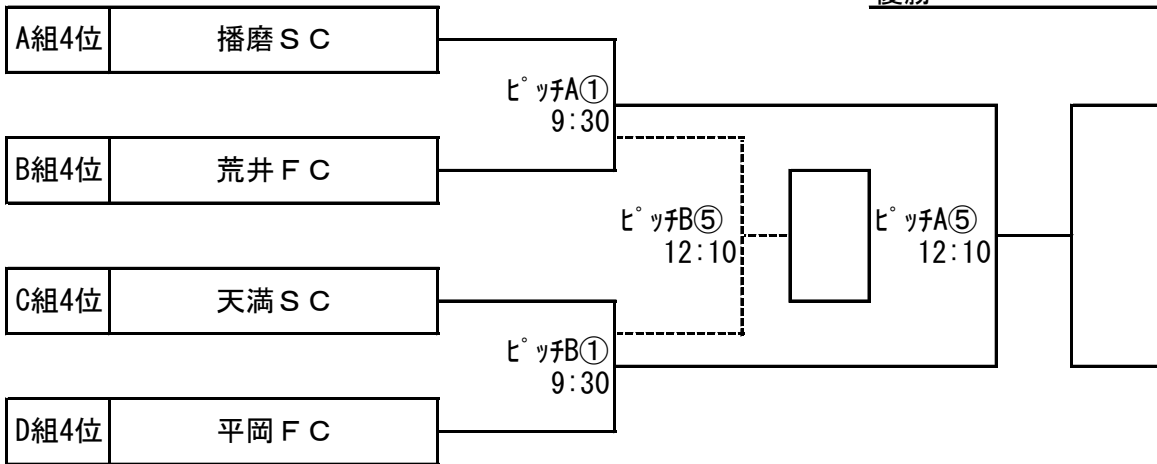 優勝
A組4位 播磨ＳＣ
ﾋﾟｯﾁA①
9:30
B組4位 荒井ＦＣ
ﾋﾟｯﾁB⑤
12:10
ﾋﾟｯﾁA⑤
12:10
C組4位 天満ＳＣ
ﾋﾟｯﾁB①
9:30
D組4位 平岡ＦＣ